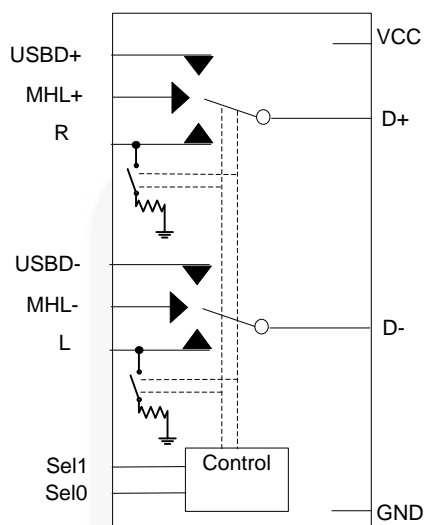 VCC
USBD+
MHL+
D+
R
USBD-
MHL-
D-
L
Control
Sel1
Sel0
GND